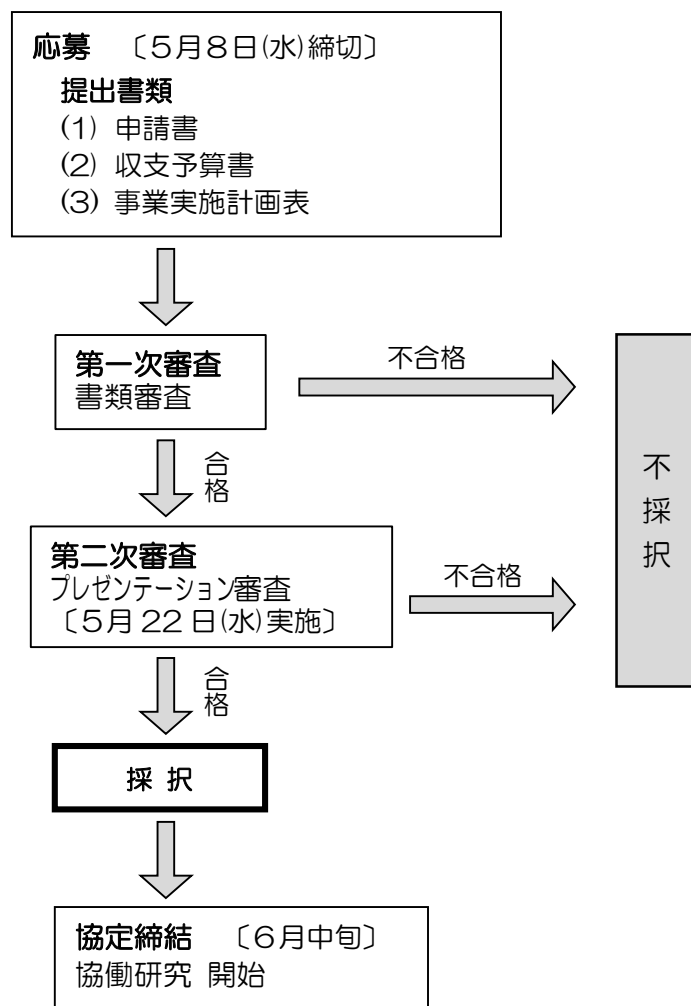 応募 〔5月8日(水)締切〕
提出書類
(1) 申請書
(2) 収支予算書
(3) 事業実施計画表
第一次審査
書類審査
不合格
合格
第二次審査
プレゼンテーション審査
〔5月22日(水)実施〕
不合格
不採択
合格
採 択
協定締結 〔6月中旬〕
協働研究 開始